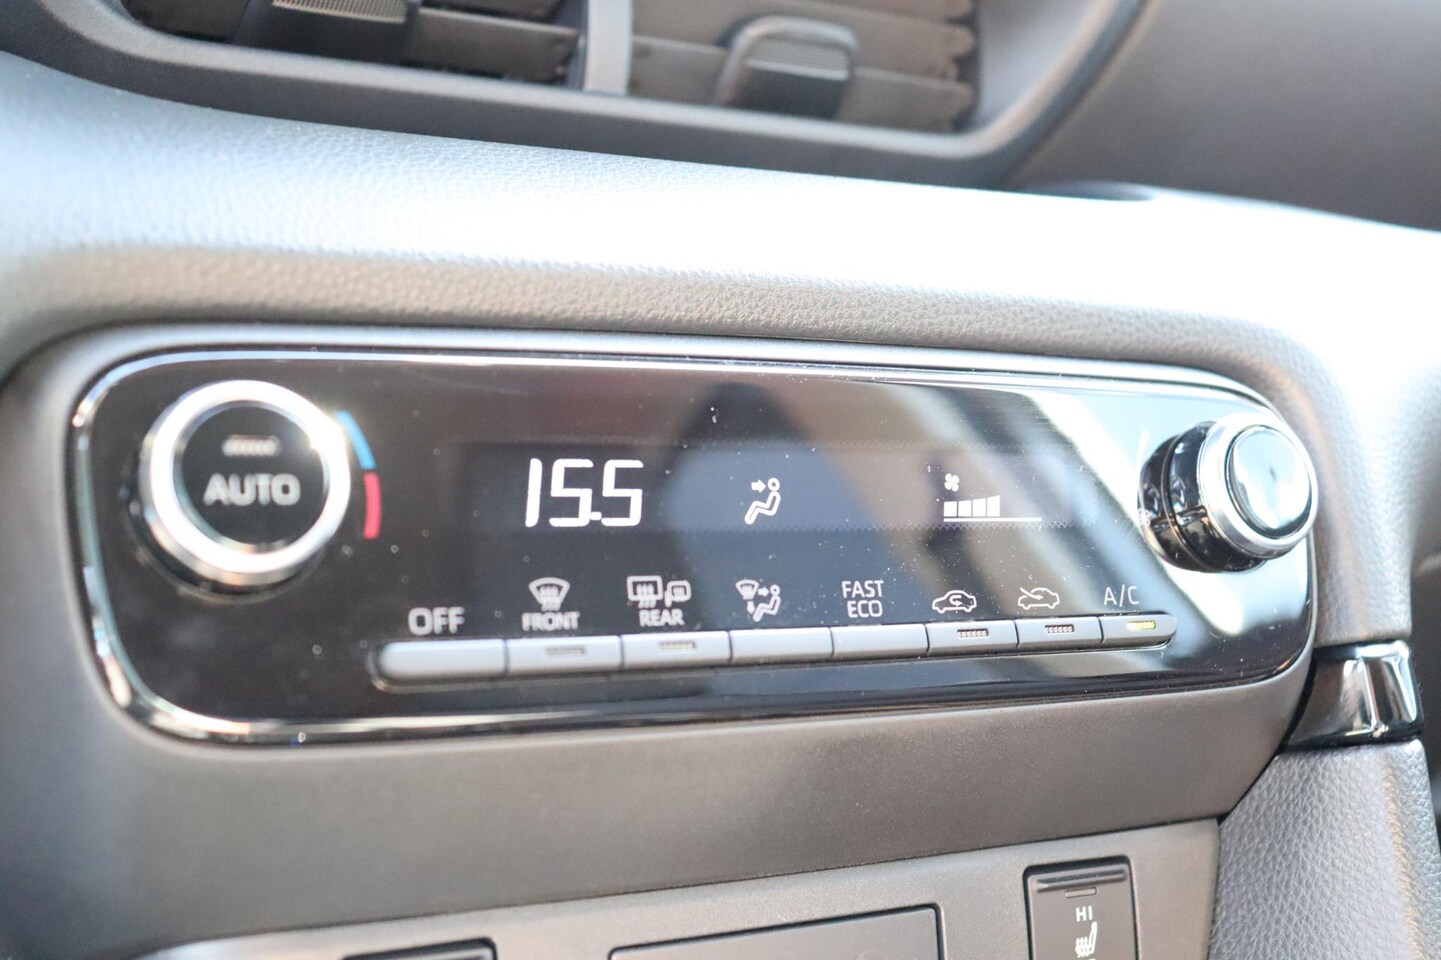 AUTO
15.5
OFF
FRONT
REAR
FAST
ECO
A/C
HI